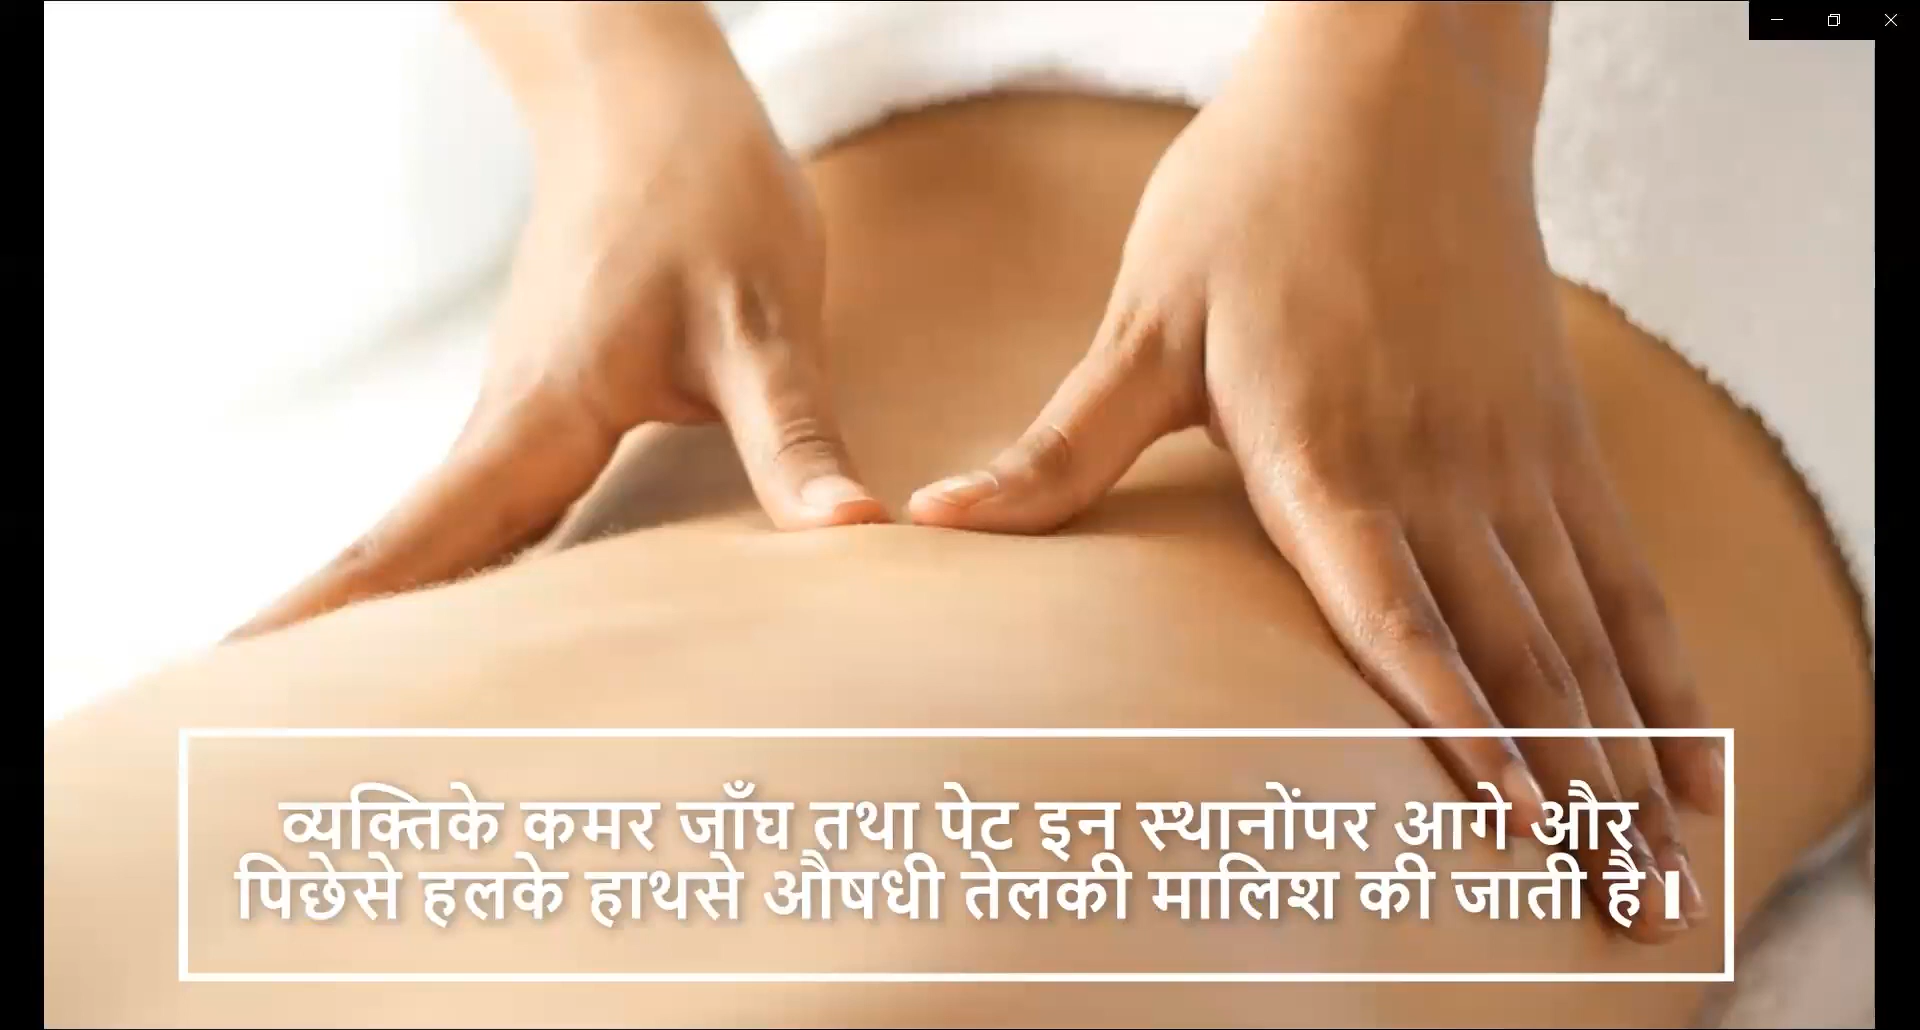 व्यक्तिके कमर जाँघ तथा पेट इन स्थानोंपर आगे और
पिछेसे हलके हाथसे औषधी तेलकी मालिश की जाती है।